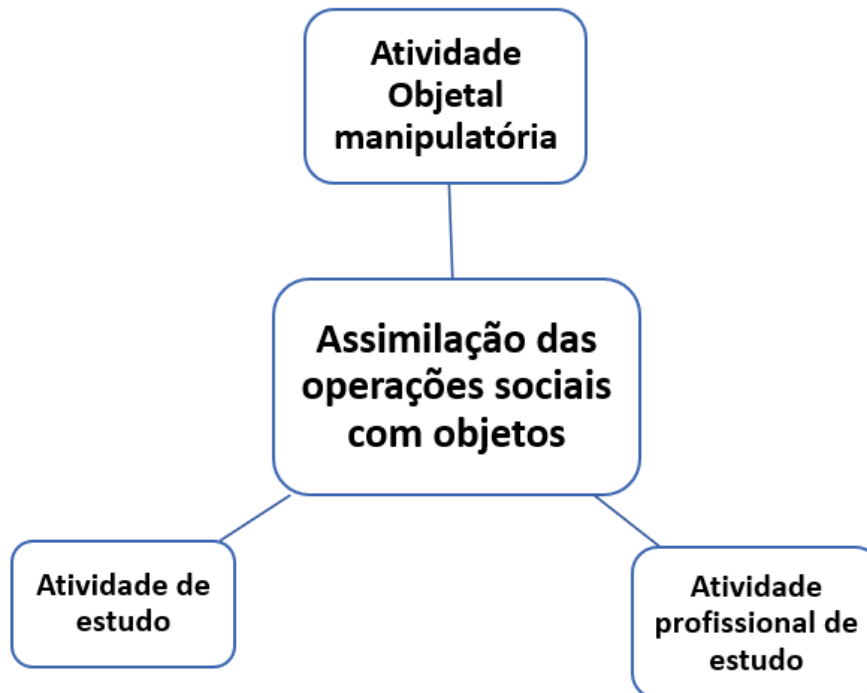 Atividade
Objetal
manipulatória
Assimilação das
operações sociais
com objetos
Atividade de
estudo
Atividade
profissional de
estudo